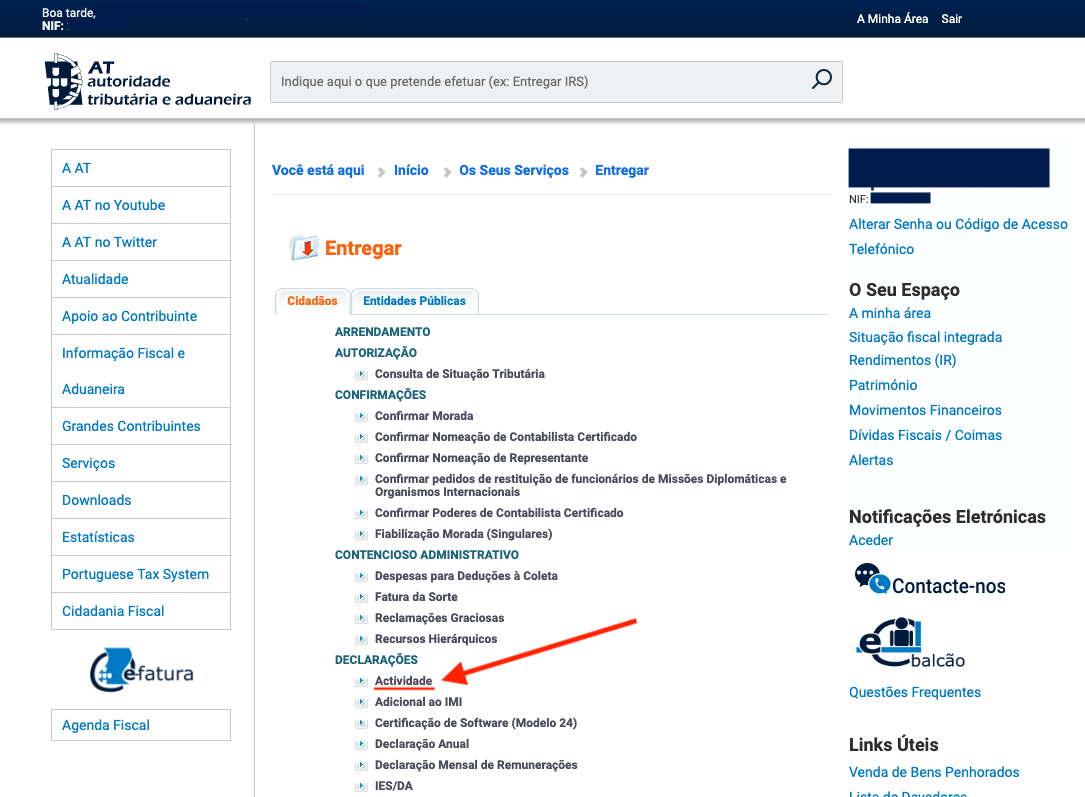 Boa tarde,
NIF:
A Minha Área Sair
AT
autoridade
tributária e aduaneira
Indique aqui o que pretende efetuar (ex: Entregar IRS)
A AT
A AT no Youtube
A AT no Twitter
Atualidade
Apoio ao Contribuinte
Informação Fiscal e
Aduaneira
Grandes Contribuintes
Serviços
Downloads
Estatísticas
Portuguese Tax System
Cidadania Fiscal
e-fatura
Agenda Fiscal
Você está aqui Início Os Seus Serviços Entregar
Entregar
Cidadãos Entidades Públicas
ARRENDAMENTO
AUTORIZAÇÃO
Consulta de Situação Tributária
CONFIRMAÇÕES
Confirmar Morada
Confirmar Nomeação de Contabilista Certificado
Confirmar Nomeação de Representante
Confirmar pedidos de restituição de funcionários de Missões Diplomáticas e
Organismos Internacionais
Confirmar Poderes de Contabilista Certificado
Fiabilização Morada (Singulares)
CONTENCIOSO ADMINISTRATIVO
Despesas para Deduções à Coleta
Fatura da Sorte
Reclamações Graciosas
Recursos Hierárquicos
DECLARAÇÕES
Actividade
Adicional ao IMI
Certificação de Software (Modelo 24)
Declaração Anual
Declaração Mensal de Remunerações
IES/DA
NIF:
Alterar Senha ou Código de Acesso
Telefónico
O Seu Espaço
A minha área
Situação fiscal integrada
Rendimentos (IR)
Património
Movimentos Financeiros
Dívidas Fiscais / Coimas
Alertas
Notificações Eletrónicas
Aceder
Contacte-nos
e balcão
Questões Frequentes
Links Úteis
Venda de Bens Penhorados
Lista de Devedores